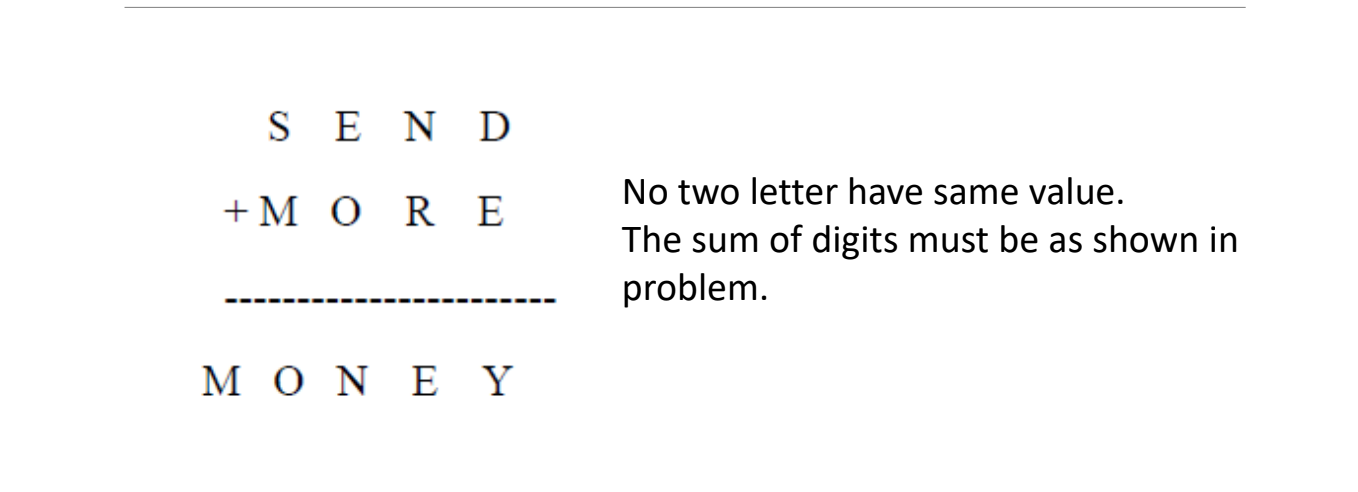 S E N D
+ M O R E
-----------------------
M O N E Y
No two letter have same value.
The sum of digits must be as shown in
problem.